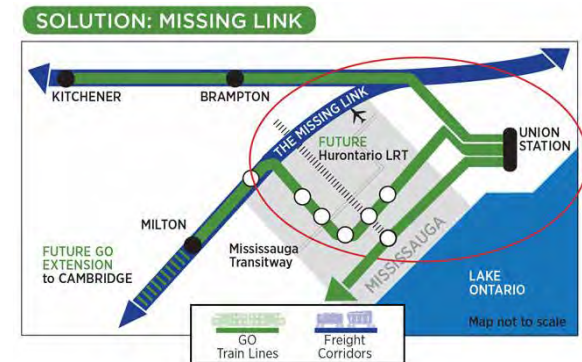 SOLUTION: MISSING LINK
KITCHENER
BRAMPTON
THE MISSING LINK
FUTURE
Hurontario LRT
UNION
STATION
MILTON
Mississauga
Transitway
MISSISSAUGA
FUTURE GO
EXTENSION
to CAMBRIDGE
LAKE
ONTARIO
Map not to scale
GO
Train Lines
Freight
Corridors